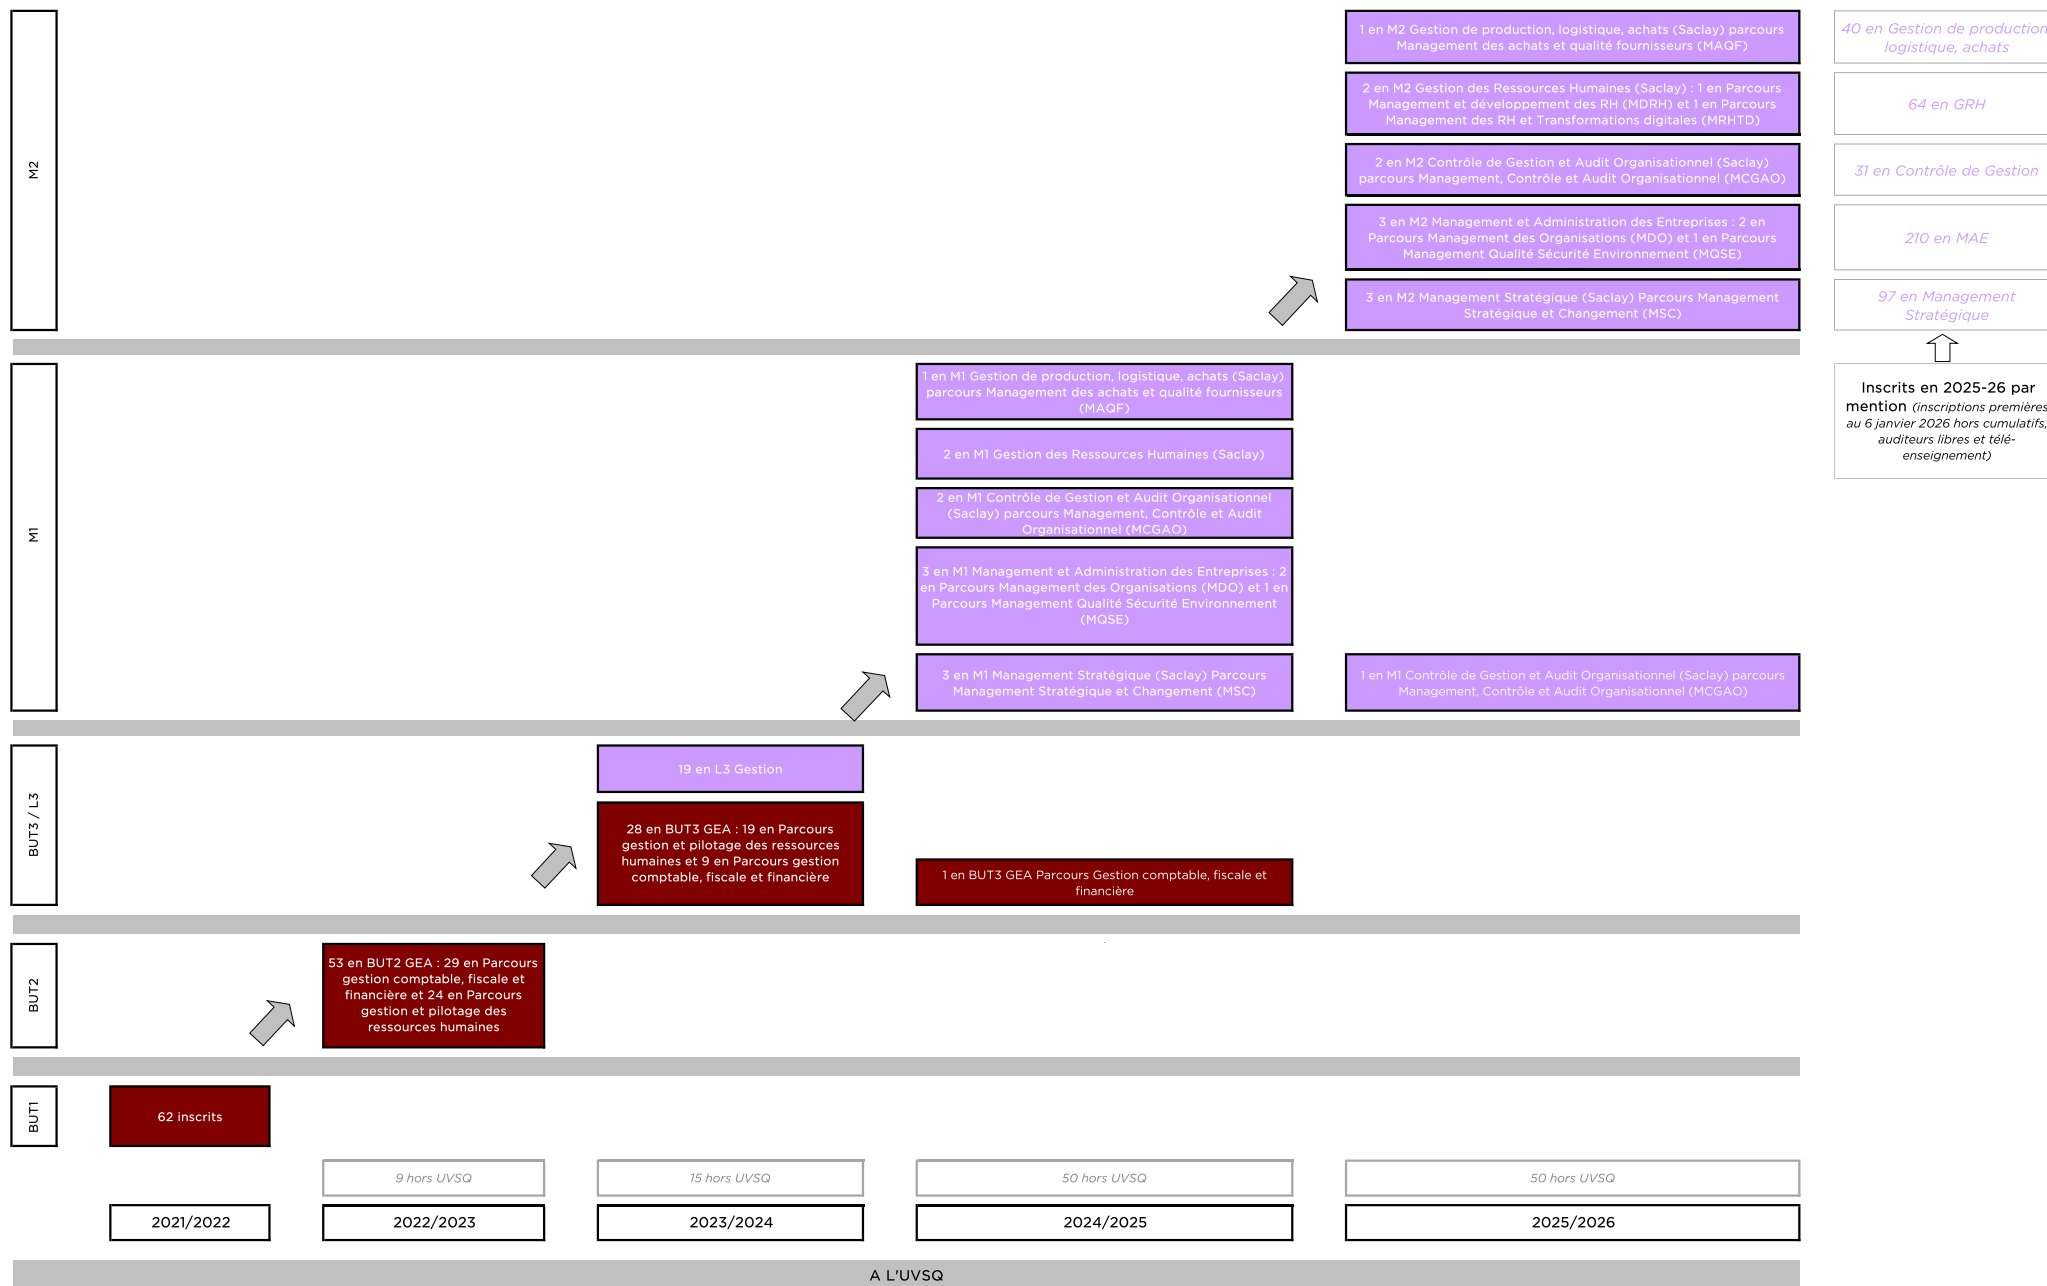 M2
1 en M2 Gestion de production, logistique, achats (Saclay) parcours
Management des achats et qualité fournisseurs (MAQF)
40 en Gestion de production
logistique, achats
2 en M2 Gestion des Ressources Humaines (Saclay) : 1 en Parcours
Management et développement des RH (MDRH) et 1 en Parcours
Management des RH et Transformations digitales (MRHTD)
64 en GRH
2 en M2 Contrôle de Gestion et Audit Organisationnel (Saclay)
parcours Management, Contrôle et Audit Organisationnel (MCGAO)
31 en Contrôle de Gestion
3 en M2 Management et Administration des Entreprises : 2 en
Parcours Management des Organisations (MDO) et 1 en Parcours
Management Qualité Sécurité Environnement (MQSE)
210 en MAE
3 en M2 Management Stratégique (Saclay) Parcours Management
Stratégique et Changement (MSC)
97 en Management
Stratégique
Inscrits en 2025-26 par
mention (inscriptions premières
au 6 janvier 2026 hors cumulatifs,
auditeurs libres et télé-
enseignement)
M1
1 en M1 Gestion de production, logistique, achats (Saclay)
parcours Management des achats et qualité fournisseurs
(MAQF)
2 en M1 Gestion des Ressources Humaines (Saclay)
2 en M1 Contrôle de Gestion et Audit Organisationnel
(Saclay) parcours Management, Contrôle et Audit
Organisationnel (MCGAO)
3 en M1 Management et Administration des Entreprises : 2
en Parcours Management des Organisations (MDO) et 1 en
Parcours Management Qualité Sécurité Environnement
(MQSE)
3 en M1 Management Stratégique (Saclay) Parcours
Management Stratégique et Changement (MSC)
1 en M1 Contrôle de Gestion et Audit Organisationnel (Saclay) parcours
Management, Contrôle et Audit Organisationnel (MCGAO)
BUT3 / L3
19 en L3 Gestion
28 en BUT3 GEA : 19 en Parcours
gestion et pilotage des ressources
humaines et 9 en Parcours gestion
comptable, fiscale et financière
1 en BUT3 GEA Parcours Gestion comptable, fiscale et
financière
BUT2
53 en BUT2 GEA : 29 en Parcours
gestion comptable, fiscale et
financière et 24 en Parcours
gestion et pilotage des
ressources humaines
BUT1
62 inscrits
9 hors UVSQ
15 hors UVSQ
50 hors UVSQ
50 hors UVSQ
2021/2022
2022/2023
2023/2024
2024/2025
2025/2026
A L'UVSQ